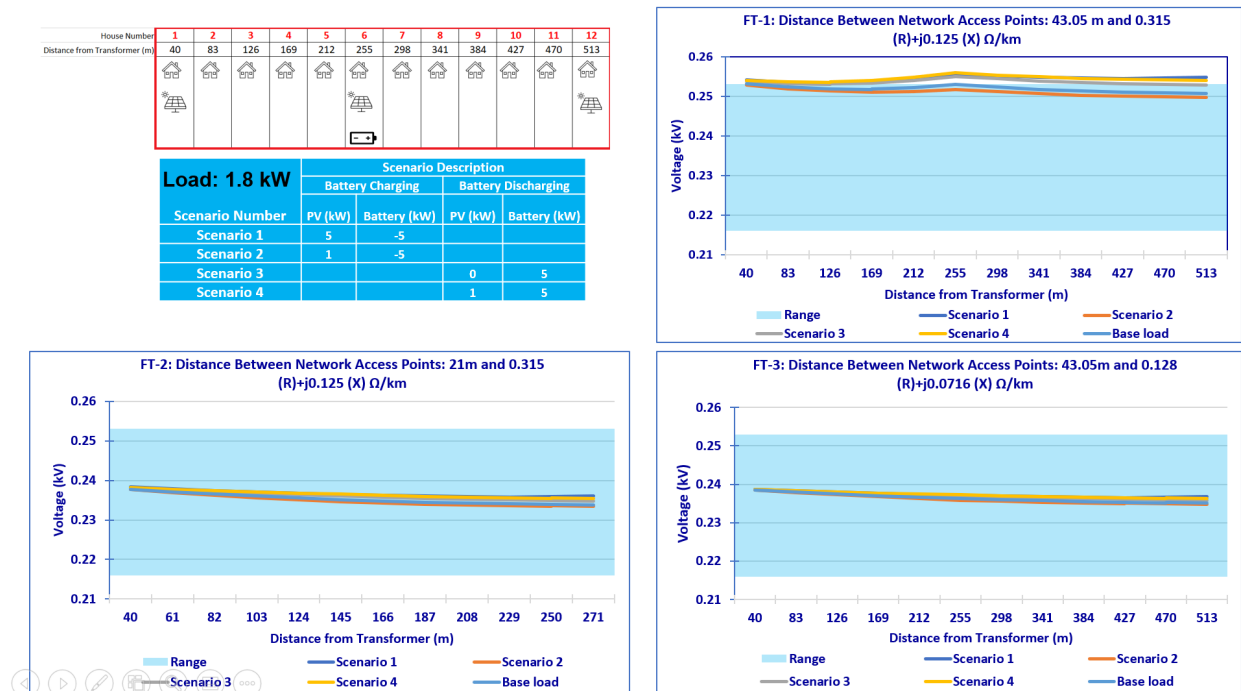 House Number 1 2 3 4 5 6 7 8 9 10 11 12
Distance from Transformer (m) 40 83 126 169 212 255 298 341 384 427 470 513
Load: 1.8 kW
Scenario Description
Battery Charging Battery Discharging
Scenario Number PV (kW) Battery (kW) PV (kW) Battery (kW)
Scenario 1 5 -5
Scenario 2 1 -5
Scenario 3 0 5
Scenario 4 1 5
FT-1: Distance Between Network Access Points: 43.05 m and 0.315
(R)+j0.125 (X) Ω/km
0.26
0.25
0.24
0.23
0.22
0.21
Voltage (kV)
40 83 126 169 212 255 298 341 384 427 470 513
Distance from Transformer (m)
Range Scenario 1 Scenario 2
Scenario 3 Scenario 4 Base load
FT-2: Distance Between Network Access Points: 21m and 0.315
(R)+j0.125 (X) Ω/km
0.26
0.25
0.24
0.23
0.22
0.21
Voltage (kV)
40 61 82 103 124 145 166 187 208 229 250 271
Distance from Transformer (m)
Range Scenario 1 Scenario 2
Scenario 3 Scenario 4 Base load
FT-3: Distance Between Network Access Points: 43.05m and 0.128
(R)+j0.0716 (X) Ω/km
0.26
0.25
0.24
0.23
0.22
0.21
Voltage (kV)
40 83 126 169 212 255 298 341 384 427 470 513
Distance from Transformer (m)
Range Scenario 1 Scenario 2
Scenario 3 Scenario 4 Base load